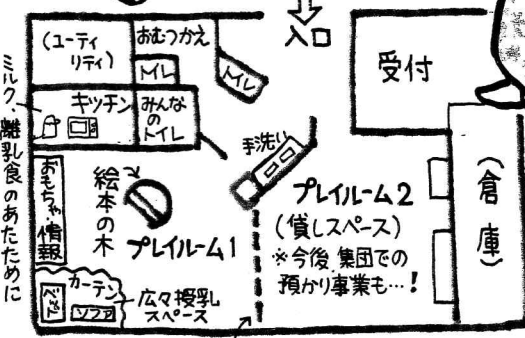 入口
(ユーティ
リティ)
おむつかえ
トイレ
トイレ
受付
キッチン
みんな
の
トイレ
ミルク、離乳食のあたために
手洗い
おもちゃ・情報
絵本の木
プレイルーム1
プレイルーム2
(貸しスペース)
※今後、集団での
預かり事業も…!
(倉庫)
カーテン
ベッド
ソファ
広々授乳
スペース